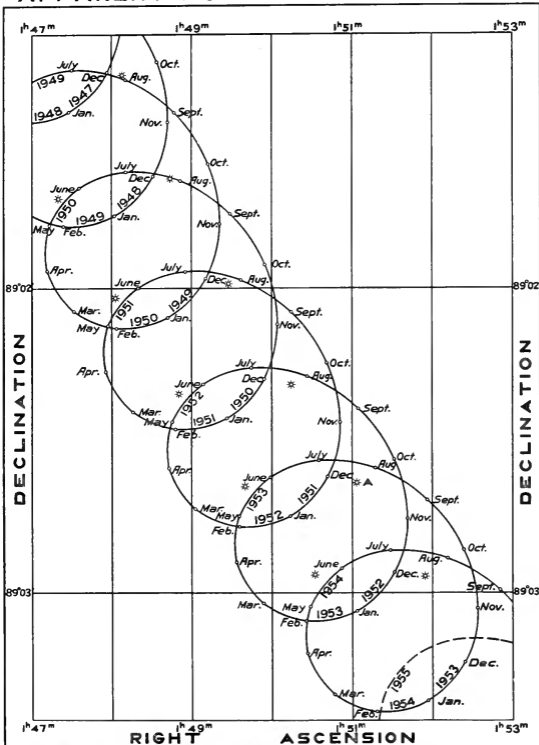 1ʰ47ᵐ 1ʰ49ᵐ 1ʰ51ᵐ 1ʰ53ᵐ
Oct.
1949 July Dec. Aug.
1947
1948 Jan. Sept.
Nov.
July Oct.
June Dec. Aug.
1950 1948
1949 Jan. Sept.
May Feb. Nov.
Apr. July Oct.
June Dec. Aug.
89°02 89°02
1951 1949
Mar. 1950 Jan. Sept.
May Feb. Nov.
Apr. July Oct.
June Dec. Aug.
1952 1950
Mar. 1951 Jan. Sept.
May Feb. Nov.
Apr. July Oct.
June Dec. Aug.
A
1953 1951
Mar. 1952 Jan. Sept.
May Nov.
Feb. July Oct.
Apr. June Aug.
Dec.
89°03 89°03
1954 1952 Sept.
Mar. May 1953 Jan. Nov.
Feb.
Apr. Dec.
1955 1953
Mar. 1954 Jan.
Feb.
DECLINATION
DECLINATION
1ʰ47ᵐ 1ʰ49ᵐ 1ʰ51ᵐ 1ʰ53ᵐ
RIGHT ASCENSION